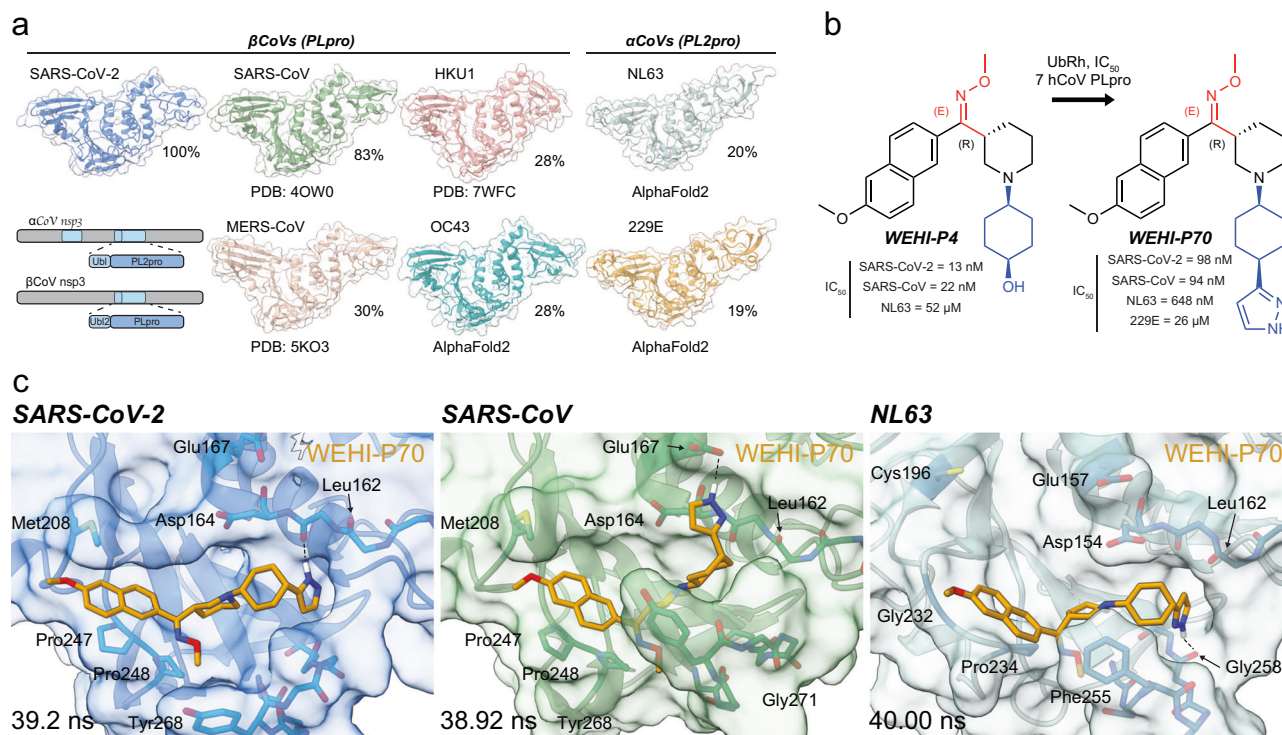 a
βCoVs (PLpro)
αCoVs (PL2pro)
SARS-CoV-2
SARS-CoV
HKU1
NL63
100%
83%
28%
20%
PDB: 4OW0
PDB: 7WFC
AlphaFold2
αCoV nsp3
Ubl
PL2pro
βCoV nsp3
Ubl2
PLpro
MERS-CoV
OC43
229E
30%
28%
19%
PDB: 5KO3
AlphaFold2
AlphaFold2
b
UbRh, IC50
7 hCoV PLpro
O
N
(E)
(R)
N
O
OH
WEHI-P4
IC50
SARS-CoV-2 = 13 nM
SARS-CoV = 22 nM
NL63 = 52 µM
O
N
(E)
(R)
N
O
N
NH
WEHI-P70
IC50
SARS-CoV-2 = 98 nM
SARS-CoV = 94 nM
NL63 = 648 nM
229E = 26 µM
c
SARS-CoV-2
Glu167
WEHI-P70
Leu162
Met208
Asp164
Pro247
Pro248
Tyr268
39.2 ns
SARS-CoV
Glu167
WEHI-P70
Leu162
Met208
Asp164
Pro247
Pro248
Gly271
Tyr268
38.92 ns
NL63
WEHI-P70
Cys196
Glu157
Leu162
Asp154
Gly232
Pro234
Gly258
Phe255
40.00 ns